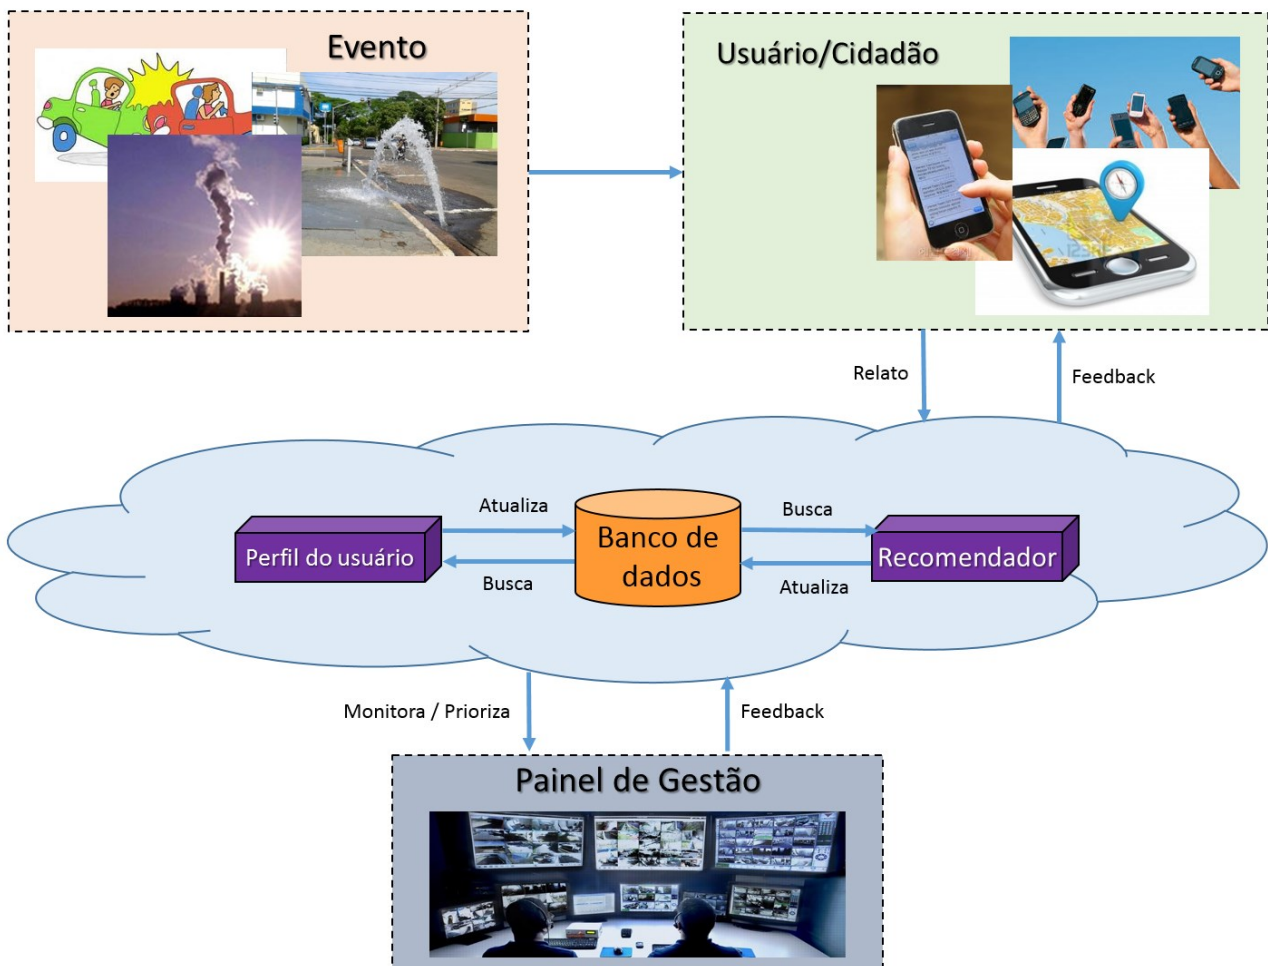 Evento
Usuário/Cidadão
Relato
Feedback
Atualiza
Busca
Perfil do usuário
Banco de
dados
Recomendador
Busca
Atualiza
Monitora / Prioriza
Feedback
Painel de Gestão